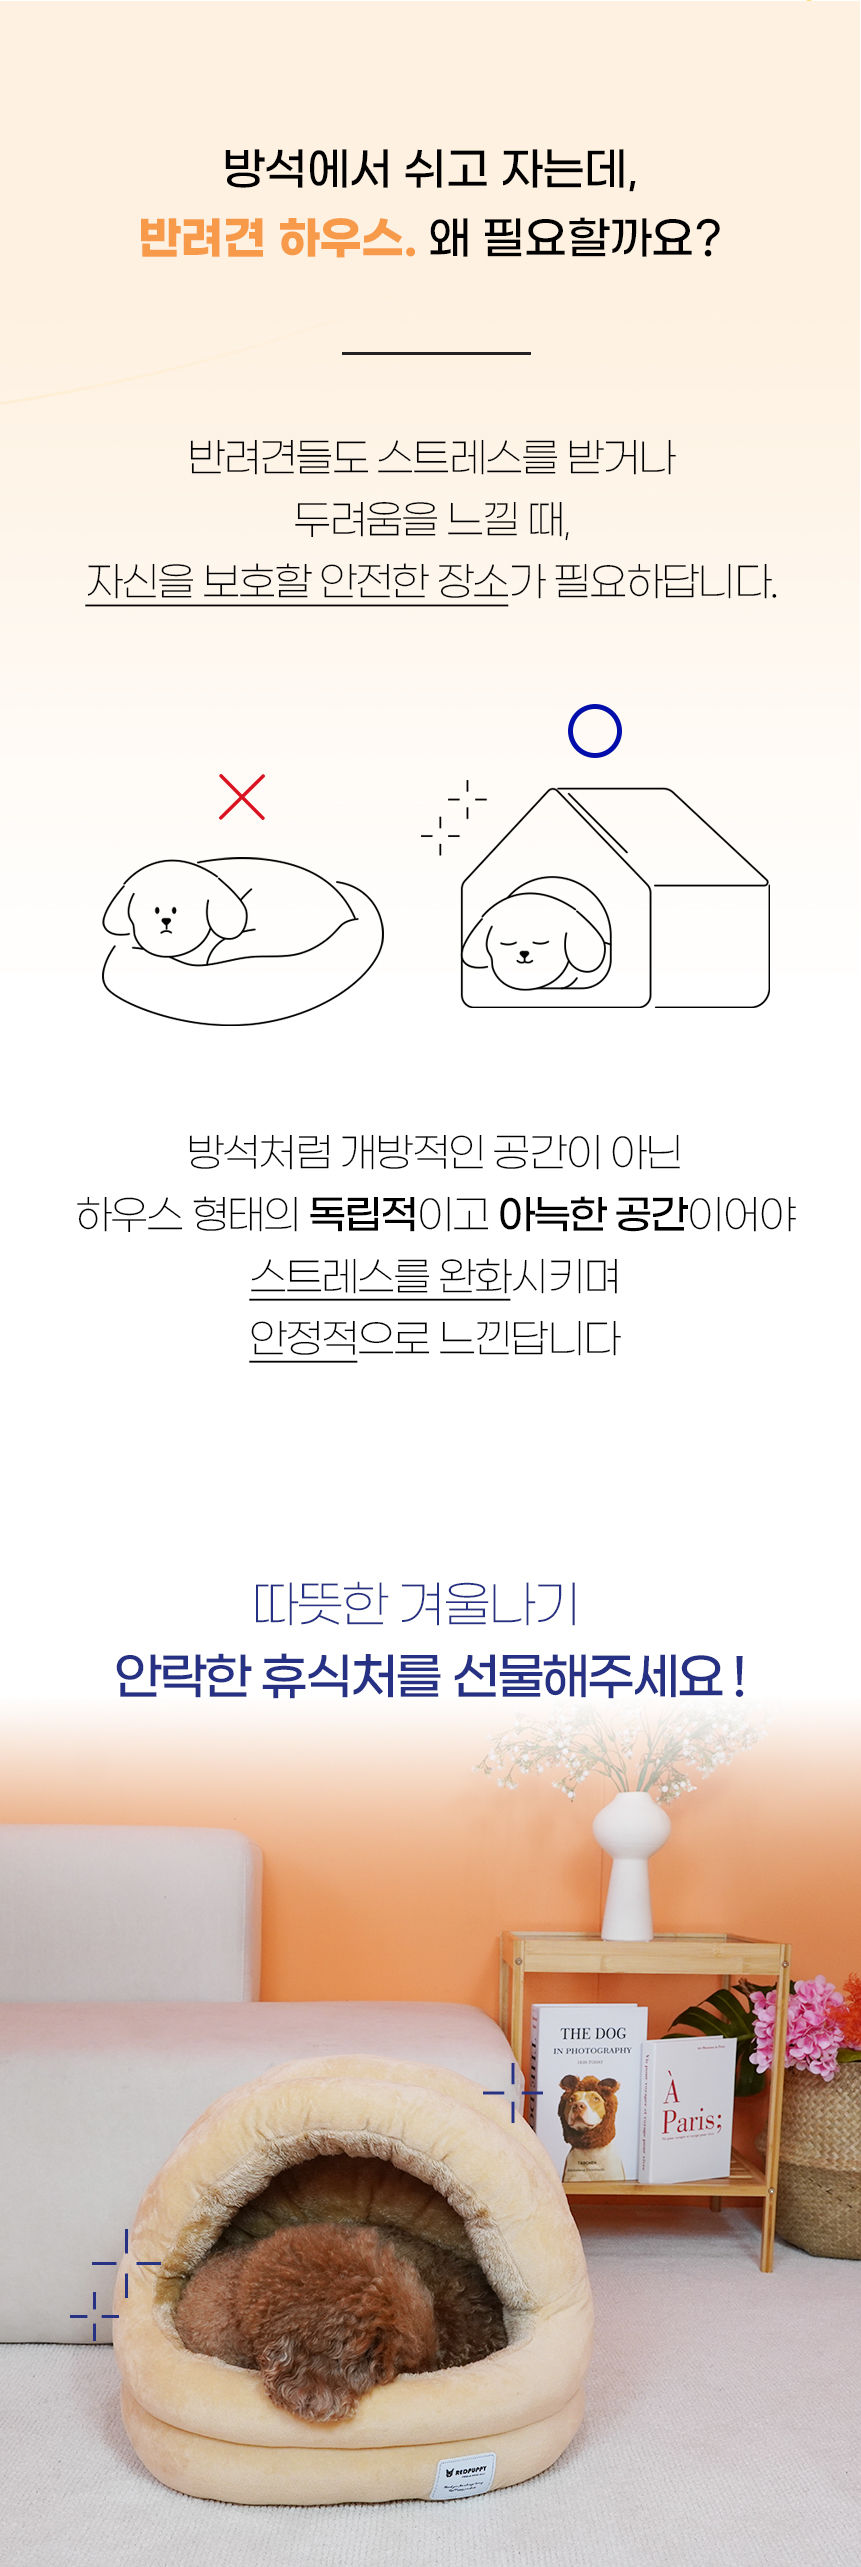 방석에서 쉬고 자는데,
반려견 하우스. 왜 필요할까요?
반려견들도 스트레스를 받거나
두려움을 느낄 때,
자신을 보호할 안전한 장소가 필요하답니다.
방석처럼 개방적인 공간이 아닌
하우스 형태의 독립적이고 아늑한 공간이어야
스트레스를 완화시키며
안정적으로 느낀답니다
따뜻한 겨울나기
안락한 휴식처를 선물해주세요!
THE DOG
IN PHOTOGRAPHY
TASCHEN
À
Paris;
REDPUPPY